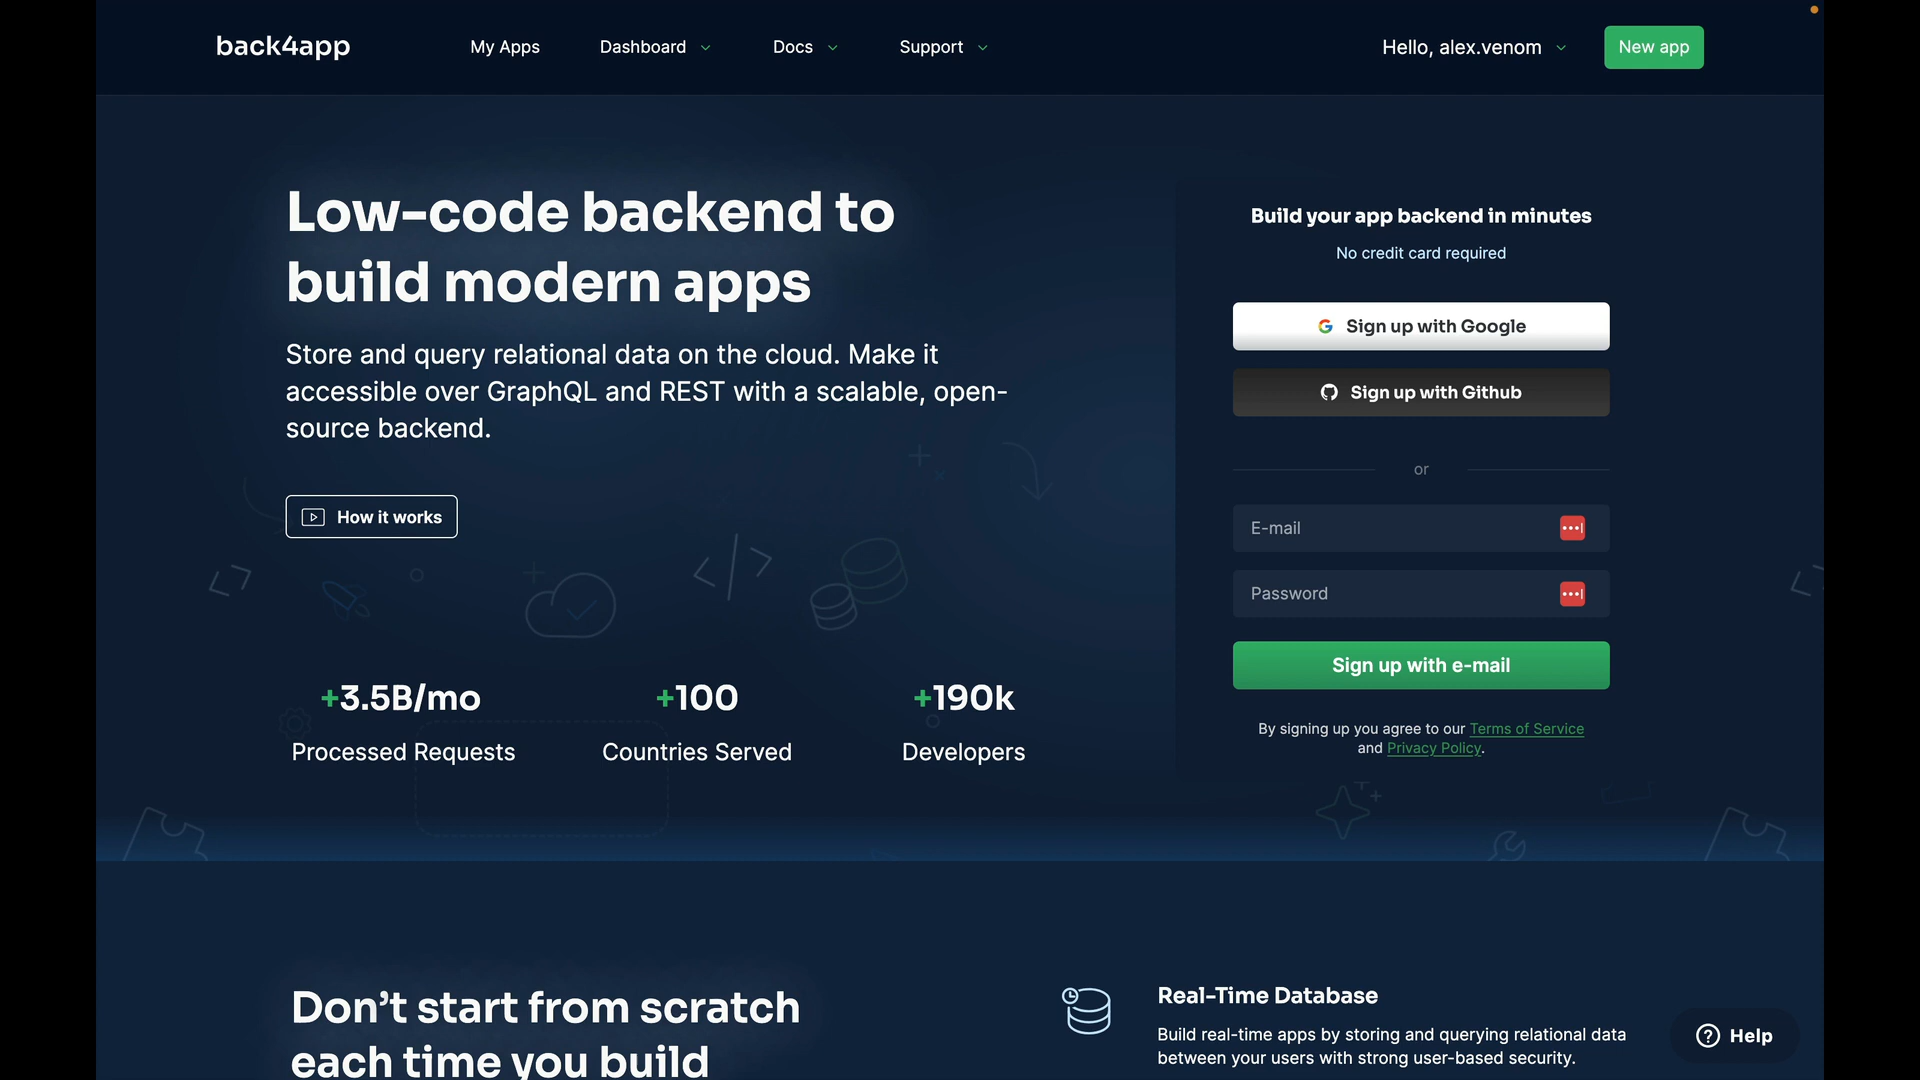 back4app
My Apps
Dashboard
Docs
Support
Hello, alex.venom
New app
Low-code backend to
build modern apps
Store and query relational data on the cloud. Make it
accessible over GraphQL and REST with a scalable, open-
source backend.
How it works
+3.5B/mo
Processed Requests
+100
Countries Served
+190k
Developers
Build your app backend in minutes
No credit card required
Sign up with Google
Sign up with Github
or
E-mail
Password
Sign up with e-mail
By signing up you agree to our Terms of Service
and Privacy Policy.
Don’t start from scratch
each time you build
Real-Time Database
Build real-time apps by storing and querying relational data
between your users with strong user-based security.
Help